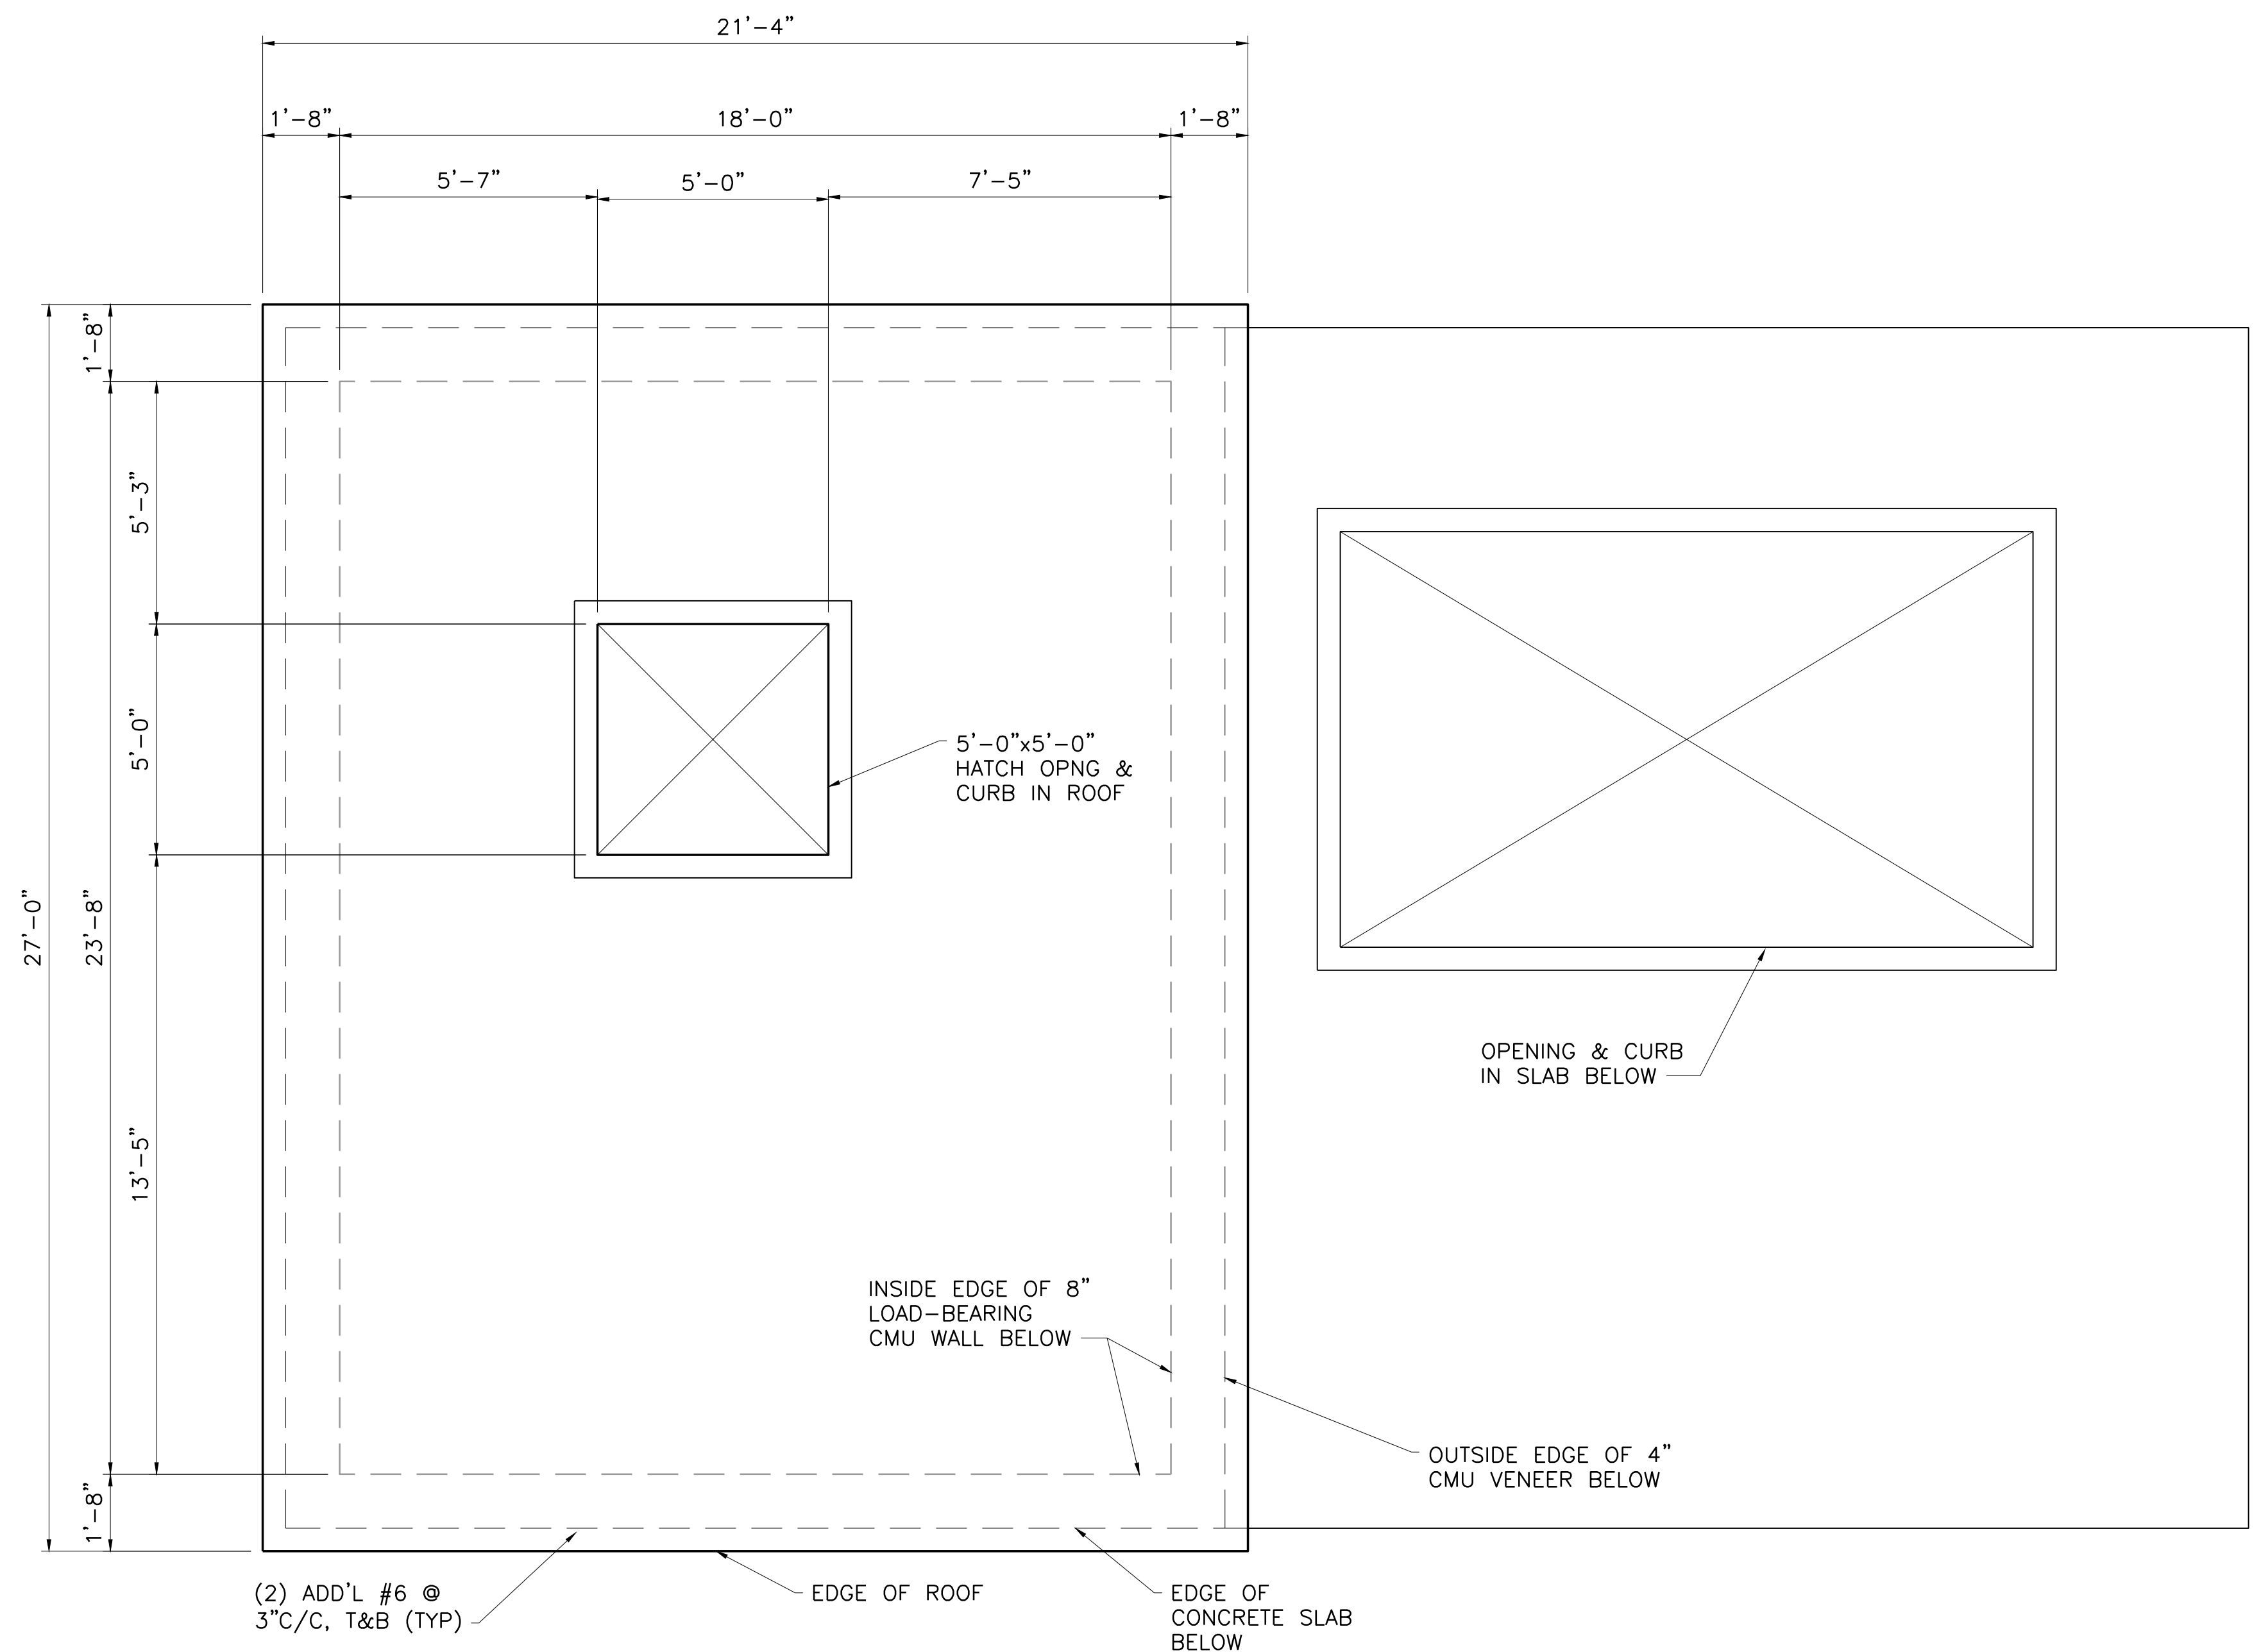 21'-4"
1'-8"
18'-0"
1'-8"
5'-7"
5'-0"
7'-5"
1'-8"
5'-3"
5'-0"
27'-0"
23'-8"
13'-5"
1'-8"
5'-0"x5'-0"
HATCH OPNG &
CURB IN ROOF
OPENING & CURB
IN SLAB BELOW
INSIDE EDGE OF 8"
LOAD-BEARING
CMU WALL BELOW
OUTSIDE EDGE OF 4"
CMU VENEER BELOW
(2) ADD'L #6 @
3"C/C, T&B (TYP)
EDGE OF ROOF
EDGE OF
CONCRETE SLAB
BELOW